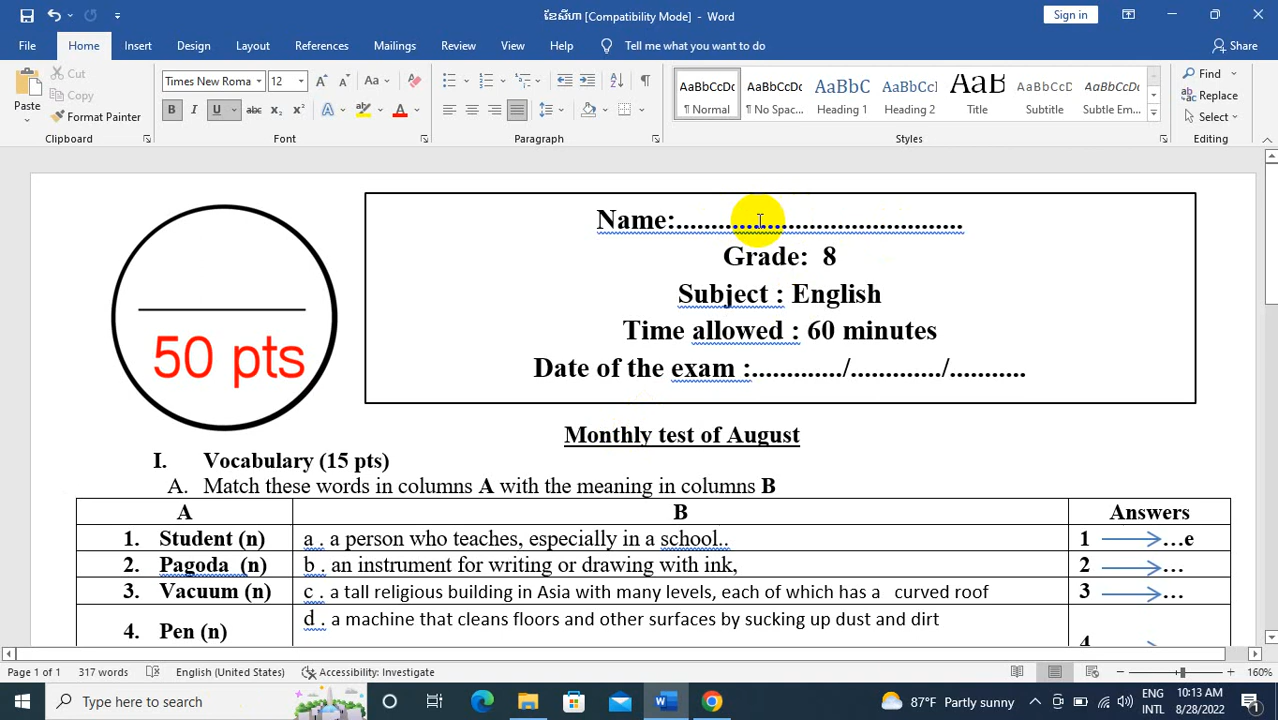 ខែសីហា [Compatibility Mode] - Word
Sign in
File Home Insert Design Layout References Mailings Review View Help Tell me what you want to do Share
Paste
Cut
Copy
Format Painter
Clipboard
Times New Roma 12
Font
Paragraph
AaBbCcDc ¶ Normal
AaBbCcDc ¶ No Spac...
AaBbC Heading 1
AaBbCc Heading 2
AaB Title
AaBbCcD Subtitle
AaBbCcDt Subtle Em...
Styles
Find
Replace
Select
Editing
50 pts
Name:.........................................
Grade: 8
Subject : English
Time allowed : 60 minutes
Date of the exam :............./............./...........
Monthly test of August
I. Vocabulary (15 pts)
A. Match these words in columns A with the meaning in columns B
A B Answers
1. Student (n) a . a person who teaches, especially in a school.. 1 …e
2. Pagoda (n) b . an instrument for writing or drawing with ink, 2 …
3. Vacuum (n) c . a tall religious building in Asia with many levels, each of which has a curved roof 3 …
4. Pen (n) d . a machine that cleans floors and other surfaces by sucking up dust and dirt 4
Page 1 of 1 317 words English (United States) Accessibility: Investigate 160%
Type here to search
87°F Partly sunny
ENG
INTL
10:13 AM
8/28/2022
1